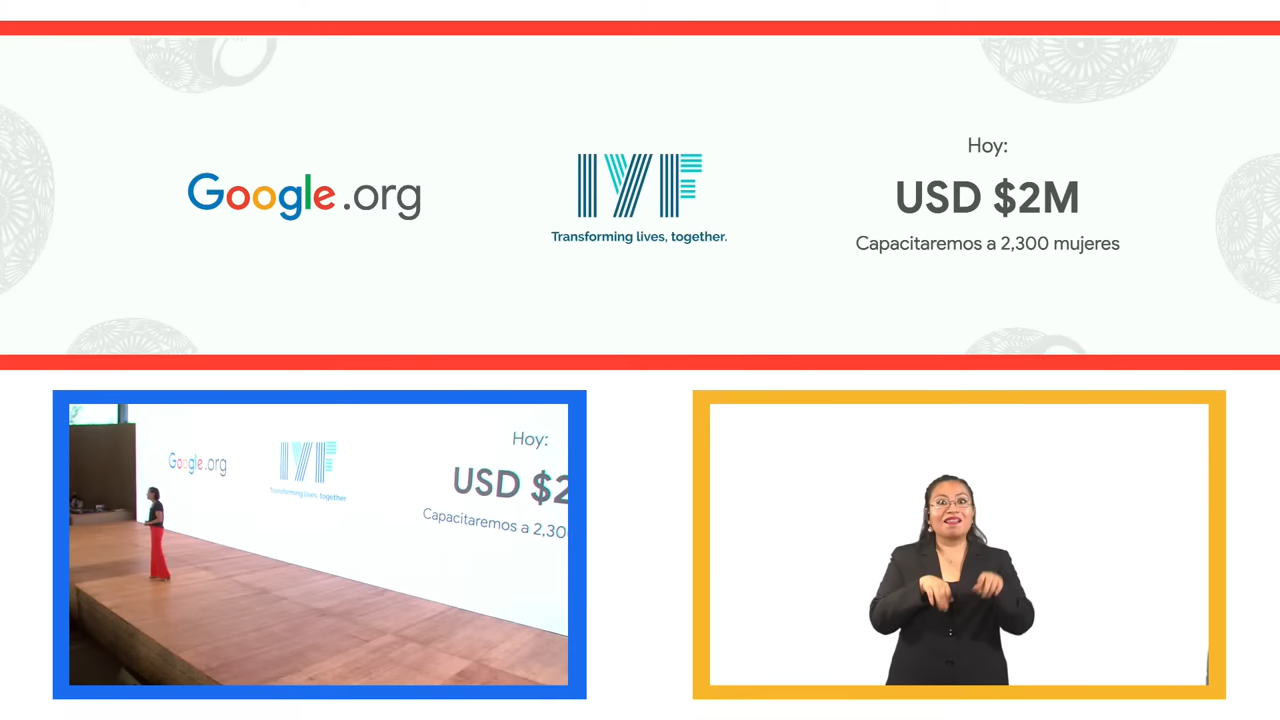 Google.org
IYF
Transforming lives, together.
Hoy:
USD $2M
Capacitaremos a 2,300 mujeres
Google.org
IYF
Transforming lives, together
Hoy:
USD $2
Capacitaremos a 2,30